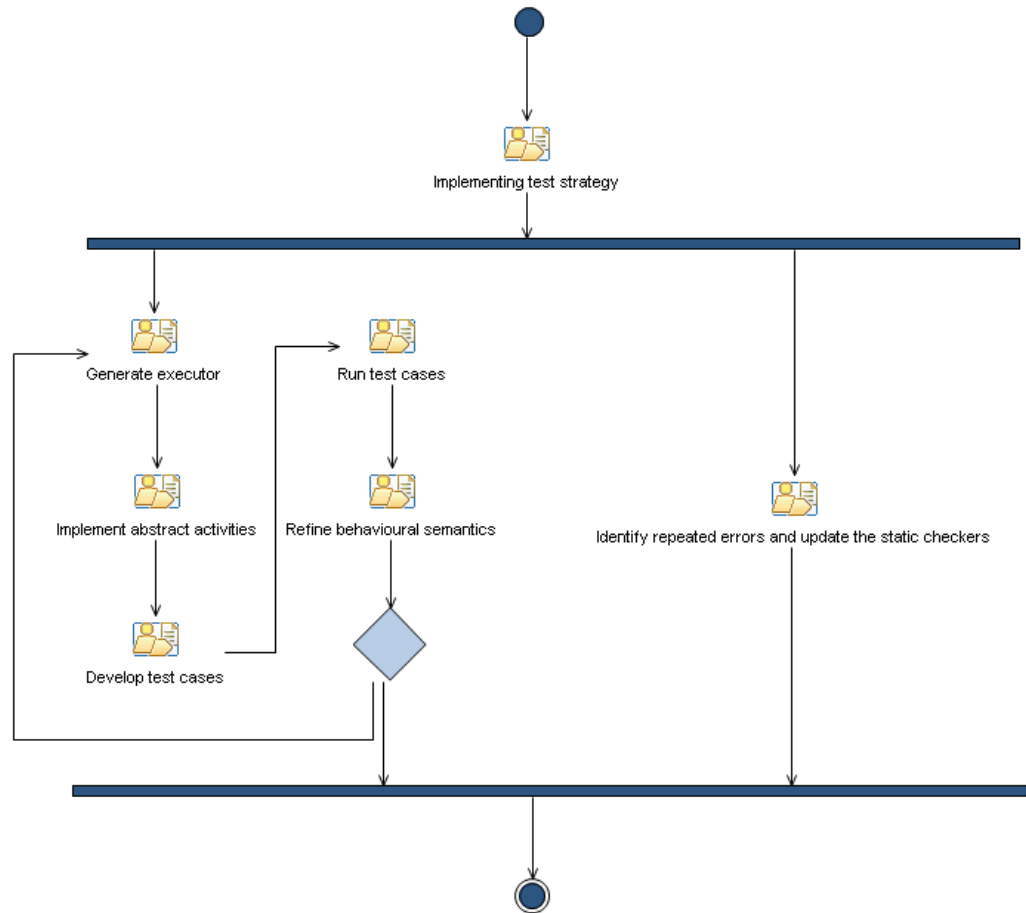 Implementing test strategy
Generate executor
Run test cases
Implement abstract activities
Refine behavioural semantics
Identify repeated errors and update the static checkers
Develop test cases